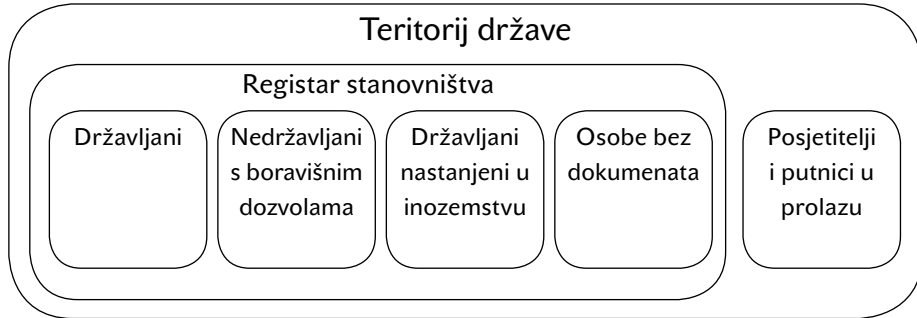 Teritorij države
Registar stanovništva
Državljani
Nedržavljani
s boravišnim
dozvolama
Državljani
nastanjeni u
inozemstvu
Osobe bez
dokumenata
Posjetitelji
i putnici u
prolazu